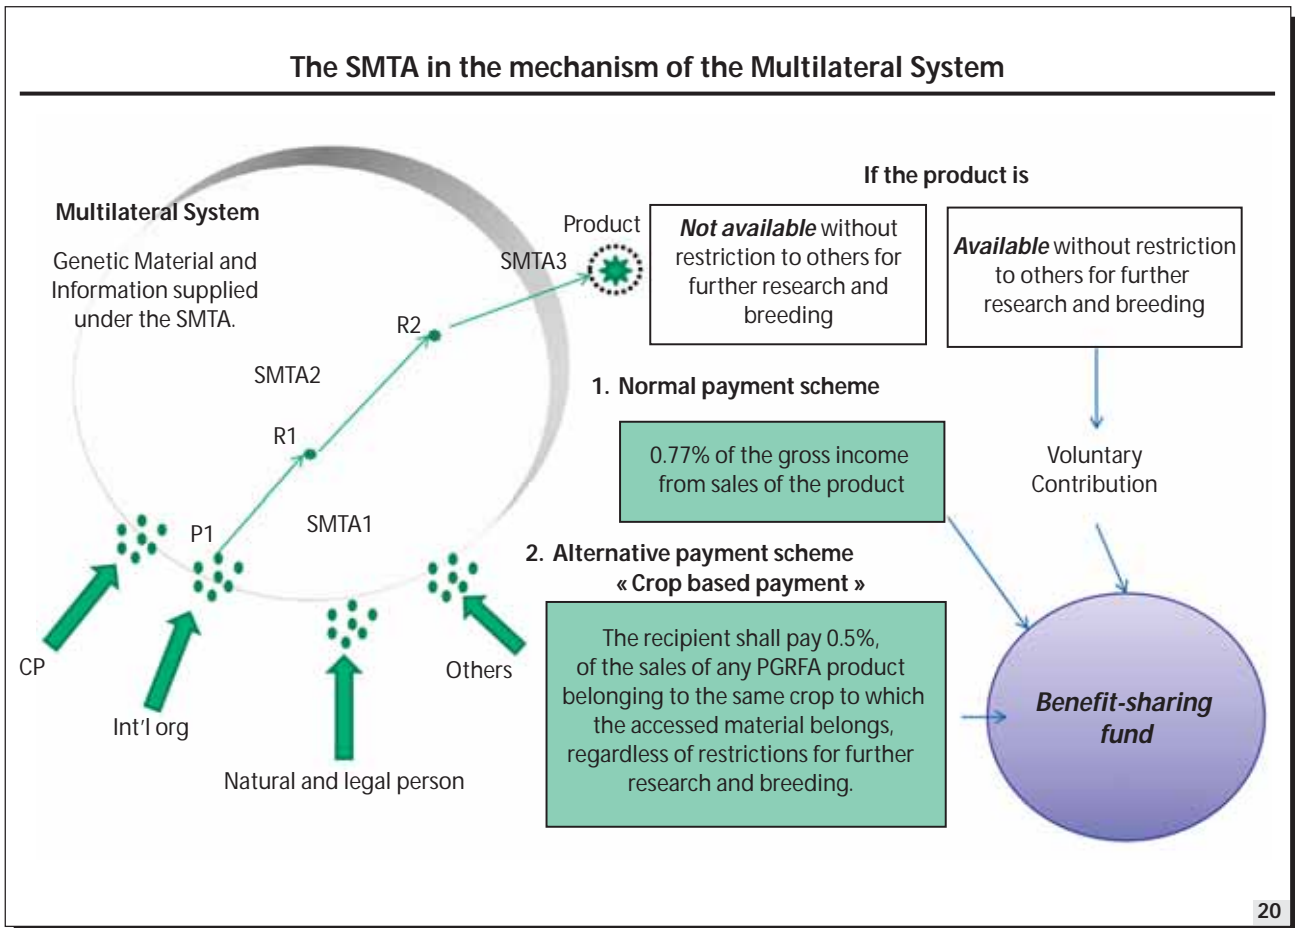 The SMTA in the mechanism of the Multilateral System
Multilateral System
Genetic Material and
Information supplied
under the SMTA.
P1
SMTA1
R1
SMTA2
R2
SMTA3
Product
CP
Int'l org
Natural and legal person
Others
If the product is
Not available without
restriction to others for
further research and
breeding
Available without restriction
to others for further
research and breeding
1. Normal payment scheme
0.77% of the gross income
from sales of the product
Voluntary
Contribution
2. Alternative payment scheme
« Crop based payment »
The recipient shall pay 0.5%,
of the sales of any PGRFA product
belonging to the same crop to which
the accessed material belongs,
regardless of restrictions for further
research and breeding.
Benefit-sharing
fund
20